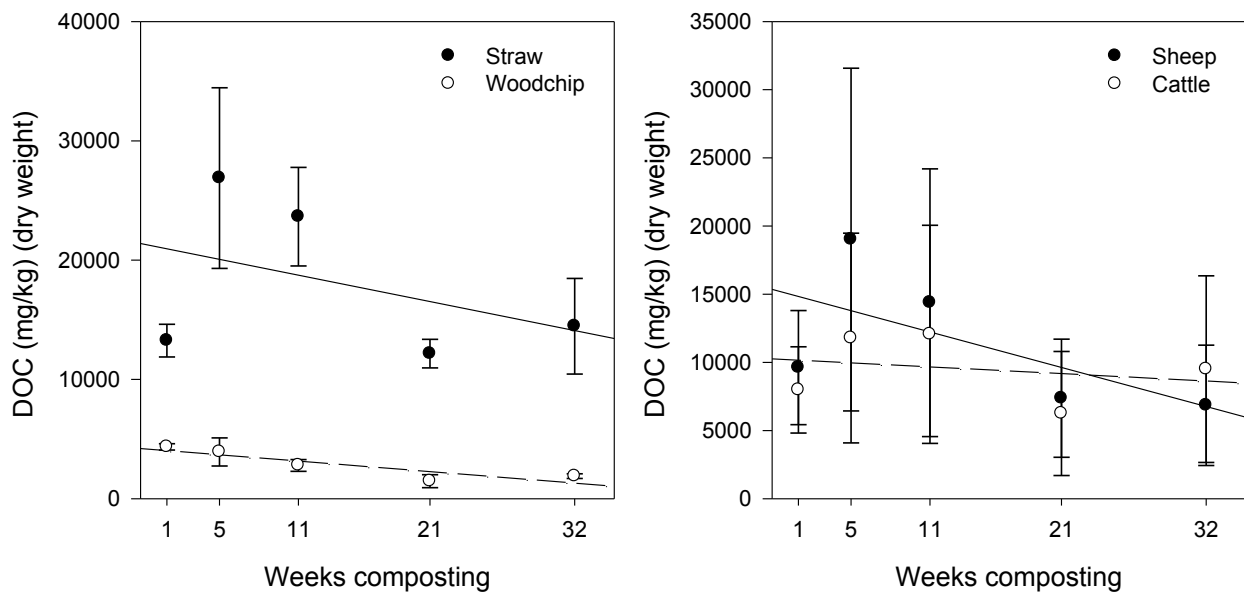 DOC (mg/kg) (dry weight)
40000
30000
20000
10000
0
Straw
Woodchip
1 5 11 21 32
Weeks composting
DOC (mg/kg) (dry weight)
35000
30000
25000
20000
15000
10000
5000
0
Sheep
Cattle
1 5 11 21 32
Weeks composting